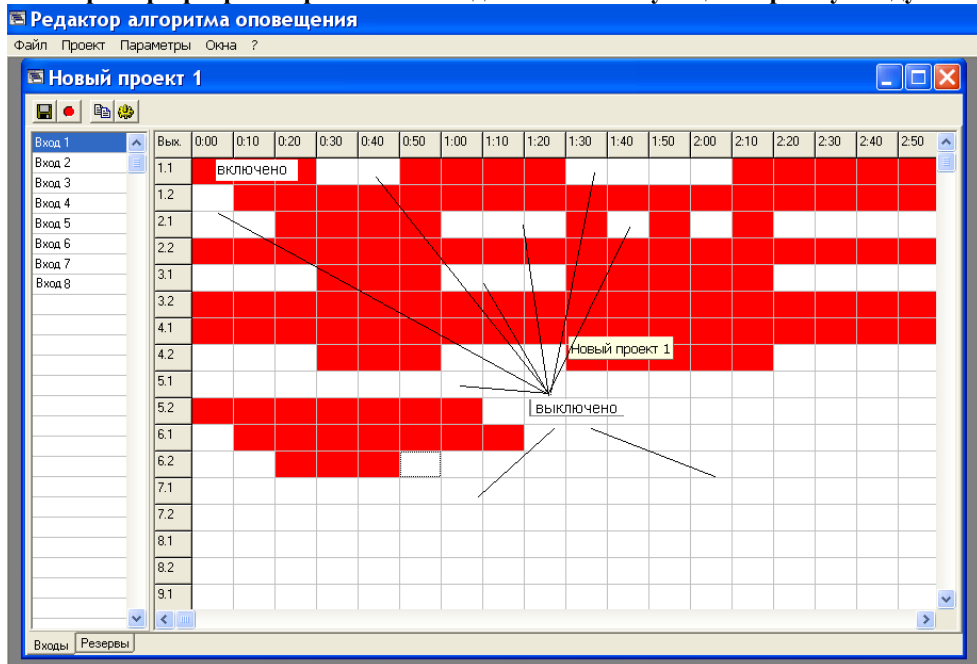 Редактор алгоритма оповещения
Файл Проект Параметры Окна ?
Новый проект 1
Вход 1
Вход 2
Вход 3
Вход 4
Вход 5
Вход 6
Вход 7
Вход 8
Вых. 0:00 0:10 0:20 0:30 0:40 0:50 1:00 1:10 1:20 1:30 1:40 1:50 2:00 2:10 2:20 2:30 2:40 2:50
1.1 включено
1.2
2.1
2.2
3.1
3.2
4.1
4.2 Новый проект 1
5.1
5.2 выключено
6.1
6.2
7.1
7.2
8.1
8.2
9.1
Входы Резервы